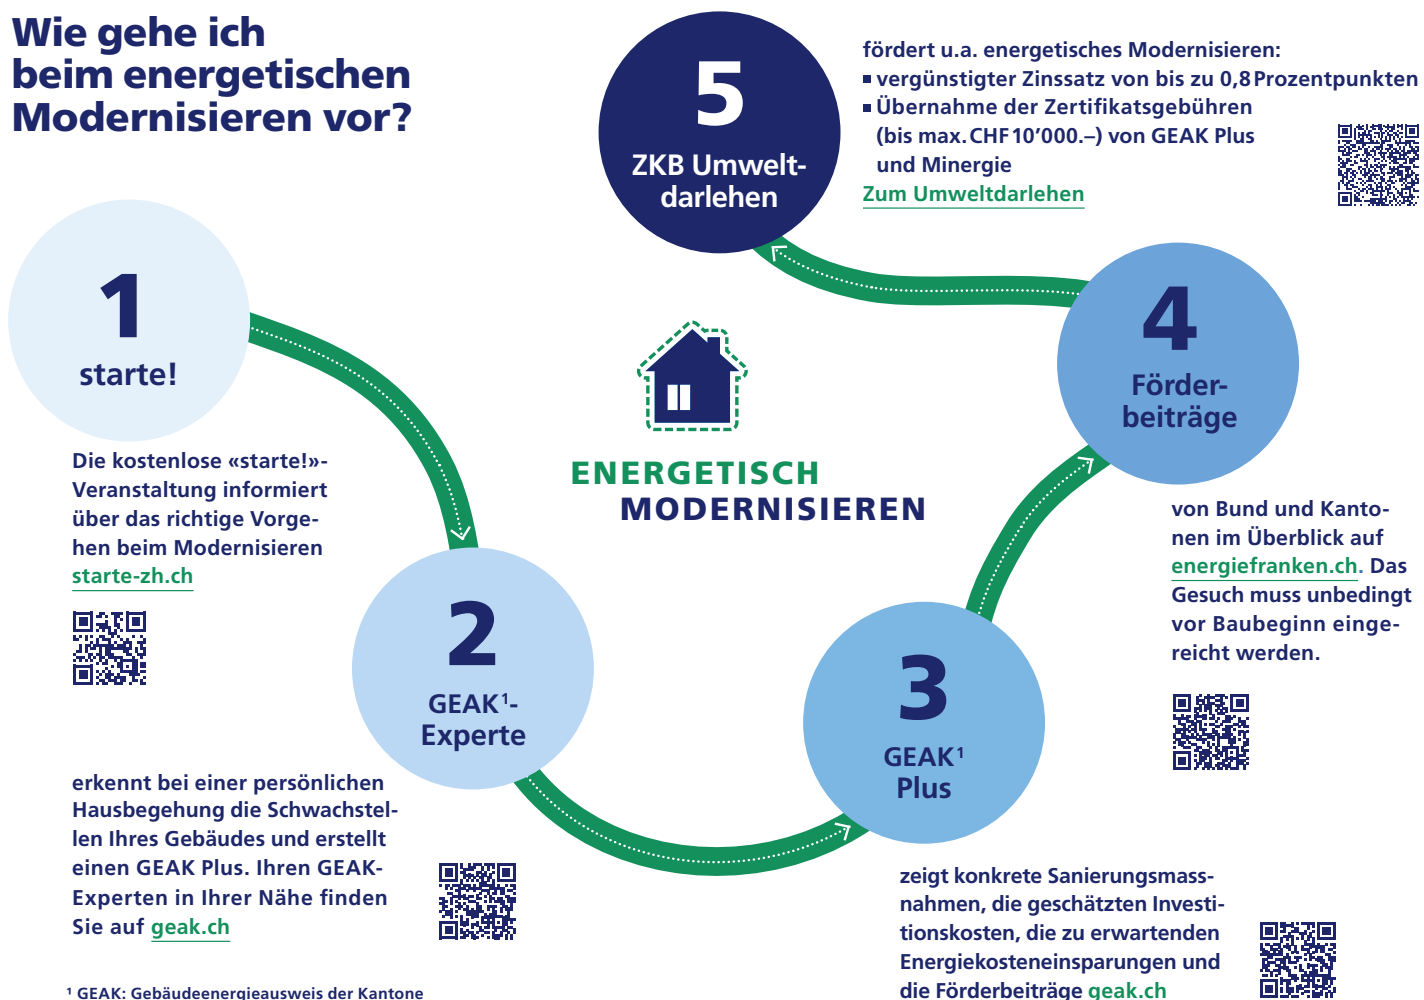 Wie gehe ich
beim energetischen
Modernisieren vor?
1
starte!
Die kostenlose «starte!»-
Veranstaltung informiert
über das richtige Vorge-
hen beim Modernisieren
starte-zh.ch
2
GEAK¹-
Experte
erkennt bei einer persönlichen
Hausbegehung die Schwachstel-
len Ihres Gebäudes und erstellt
einen GEAK Plus. Ihren GEAK-
Experten in Ihrer Nähe finden
Sie auf geak.ch
3
GEAK¹
Plus
zeigt konkrete Sanierungsmass-
nahmen, die geschätzten Investi-
tionskosten, die zu erwartenden
Energiekosteneinsparungen und
die Förderbeiträge geak.ch
4
Förder-
beiträge
von Bund und Kanto-
nen im Überblick auf
energiefranken.ch. Das
Gesuch muss unbedingt
vor Baubeginn einge-
reicht werden.
5
ZKB Umwelt-
darlehen
fördert u.a. energetisches Modernisieren:
▪ vergünstigter Zinssatz von bis zu 0,8 Prozentpunkten
▪ Übernahme der Zertifikatsgebühren
(bis max. CHF 10’000.–) von GEAK Plus
und Minergie
Zum Umweltdarlehen
ENERGETISCH
MODERNISIEREN
¹ GEAK: Gebäudeenergieausweis der Kantone